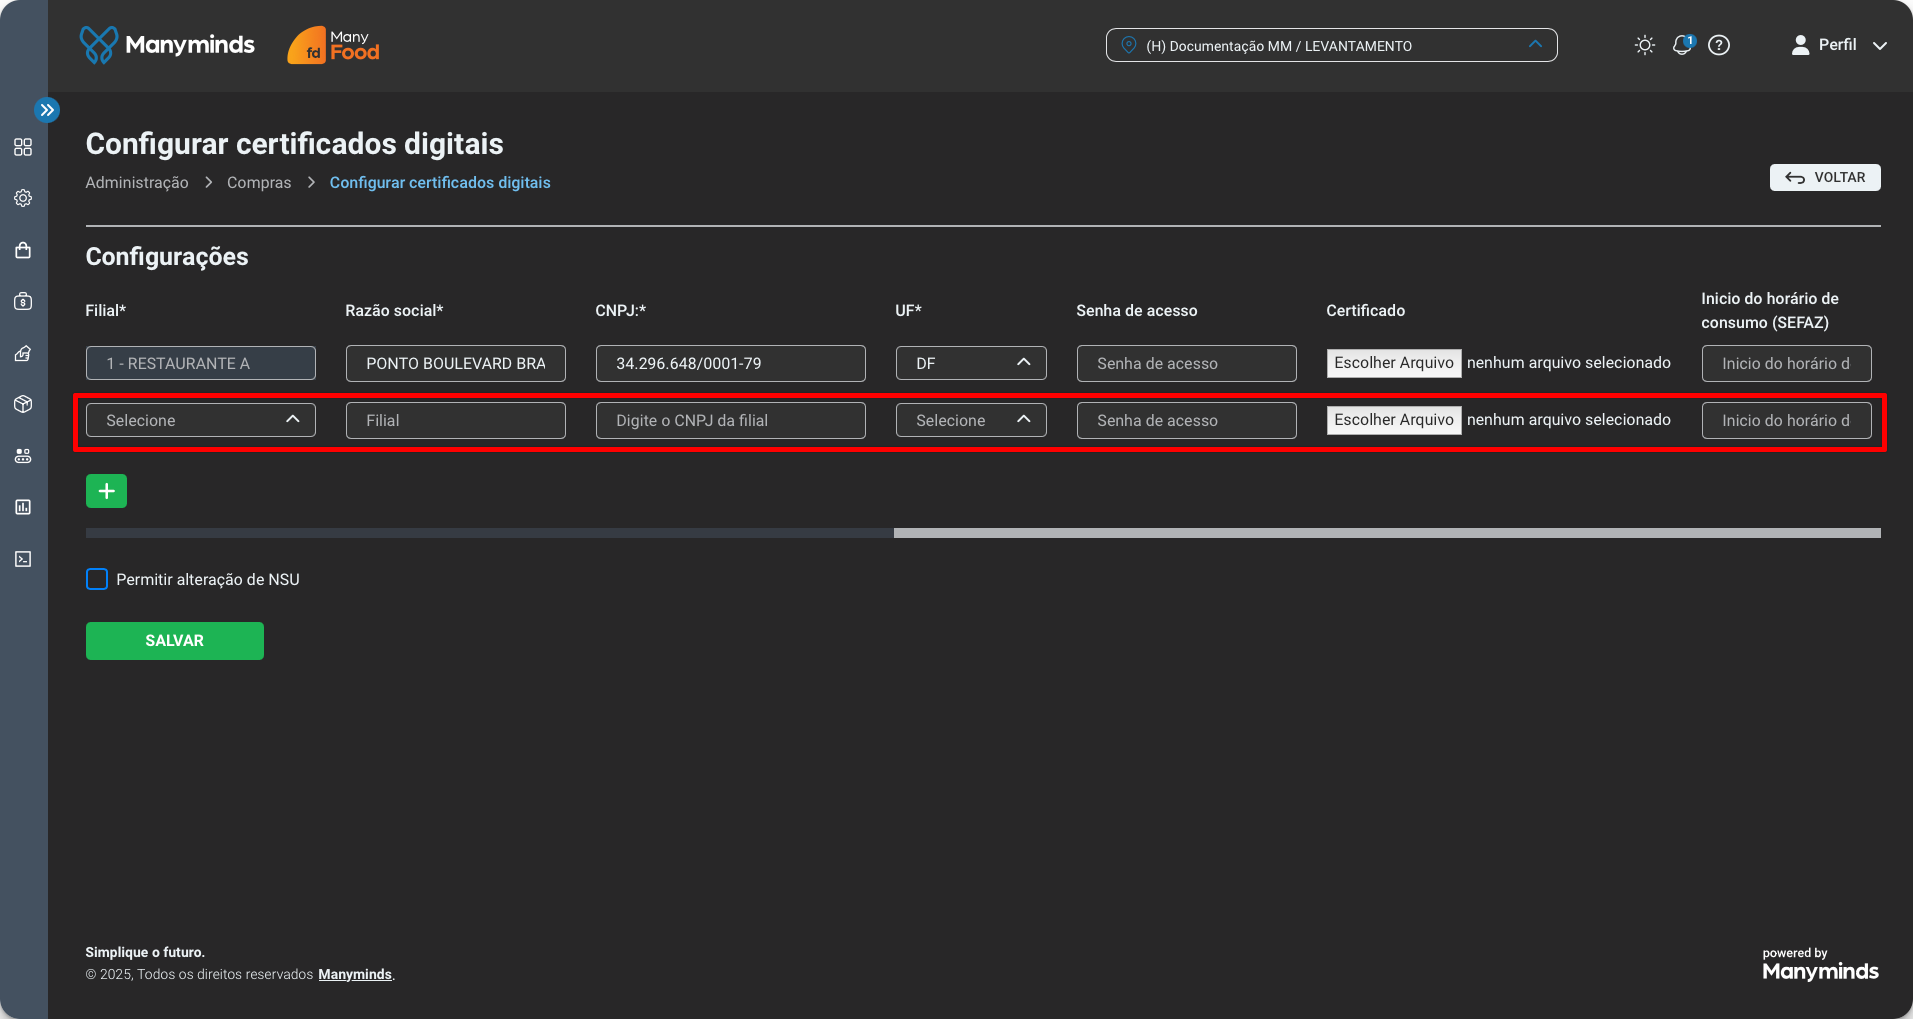 Manyminds
fd Many Food
(H) Documentação MM / LEVANTAMENTO
1
?
Perfil
Configurar certificados digitais
Administração > Compras > Configurar certificados digitais
VOLTAR
Configurações
Filial* Razão social* CNPJ:* UF* Senha de acesso Certificado Inicio do horário de consumo (SEFAZ)
1 - RESTAURANTE A PONTO BOULEVARD BRA 34.296.648/0001-79 DF Senha de acesso Escolher Arquivo nenhum arquivo selecionado Inicio do horário d
Selecione Filial Digite o CNPJ da filial Selecione Senha de acesso Escolher Arquivo nenhum arquivo selecionado Inicio do horário d
+
Permitir alteração de NSU
SALVAR
Simplique o futuro.
© 2025, Todos os direitos reservados Manyminds.
powered by
Manyminds